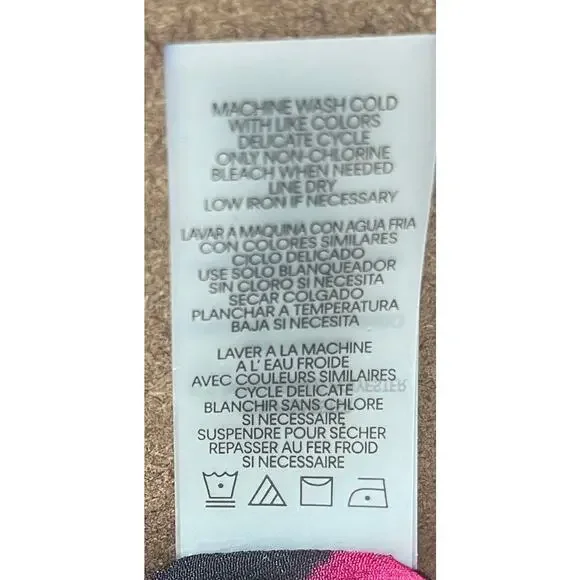 MACHINE WASH COLD
WITH LIKE COLORS
DELICATE CYCLE
ONLY NON-CHLORINE
BLEACH WHEN NEEDED
LINE DRY
LOW IRON IF NECESSARY
LAVAR A MAQUINA CON AGUA FRIA
CON COLORES SIMILARES
CICLO DELICADO
USE SOLO BLANQUEADOR
SIN CLORO SI NECESITA
SECAR COLGADO
PLANCHAR A TEMPERATURA
BAJA SI NECESITA
LAVER A LA MACHINE
A L' EAU FROIDE
AVEC COULEURS SIMILAIRES
CYCLE DELICATE
BLANCHIR SANS CHLORE
SI NECESSAIRE
SUSPENDRE POUR SÉCHER
REPASSER AU FER FROID
SI NECESSAIRE